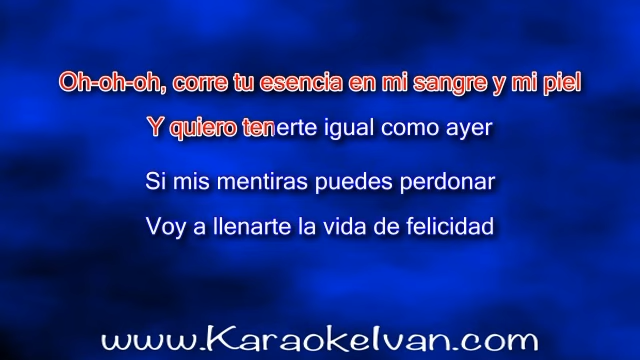 Oh-oh-oh, corre tu esencia en mi sangre y mi piel
Y quiero tenerte igual como ayer
Si mis mentiras puedes perdonar
Voy a llenarte la vida de felicidad
www.KaraokeIvan.com